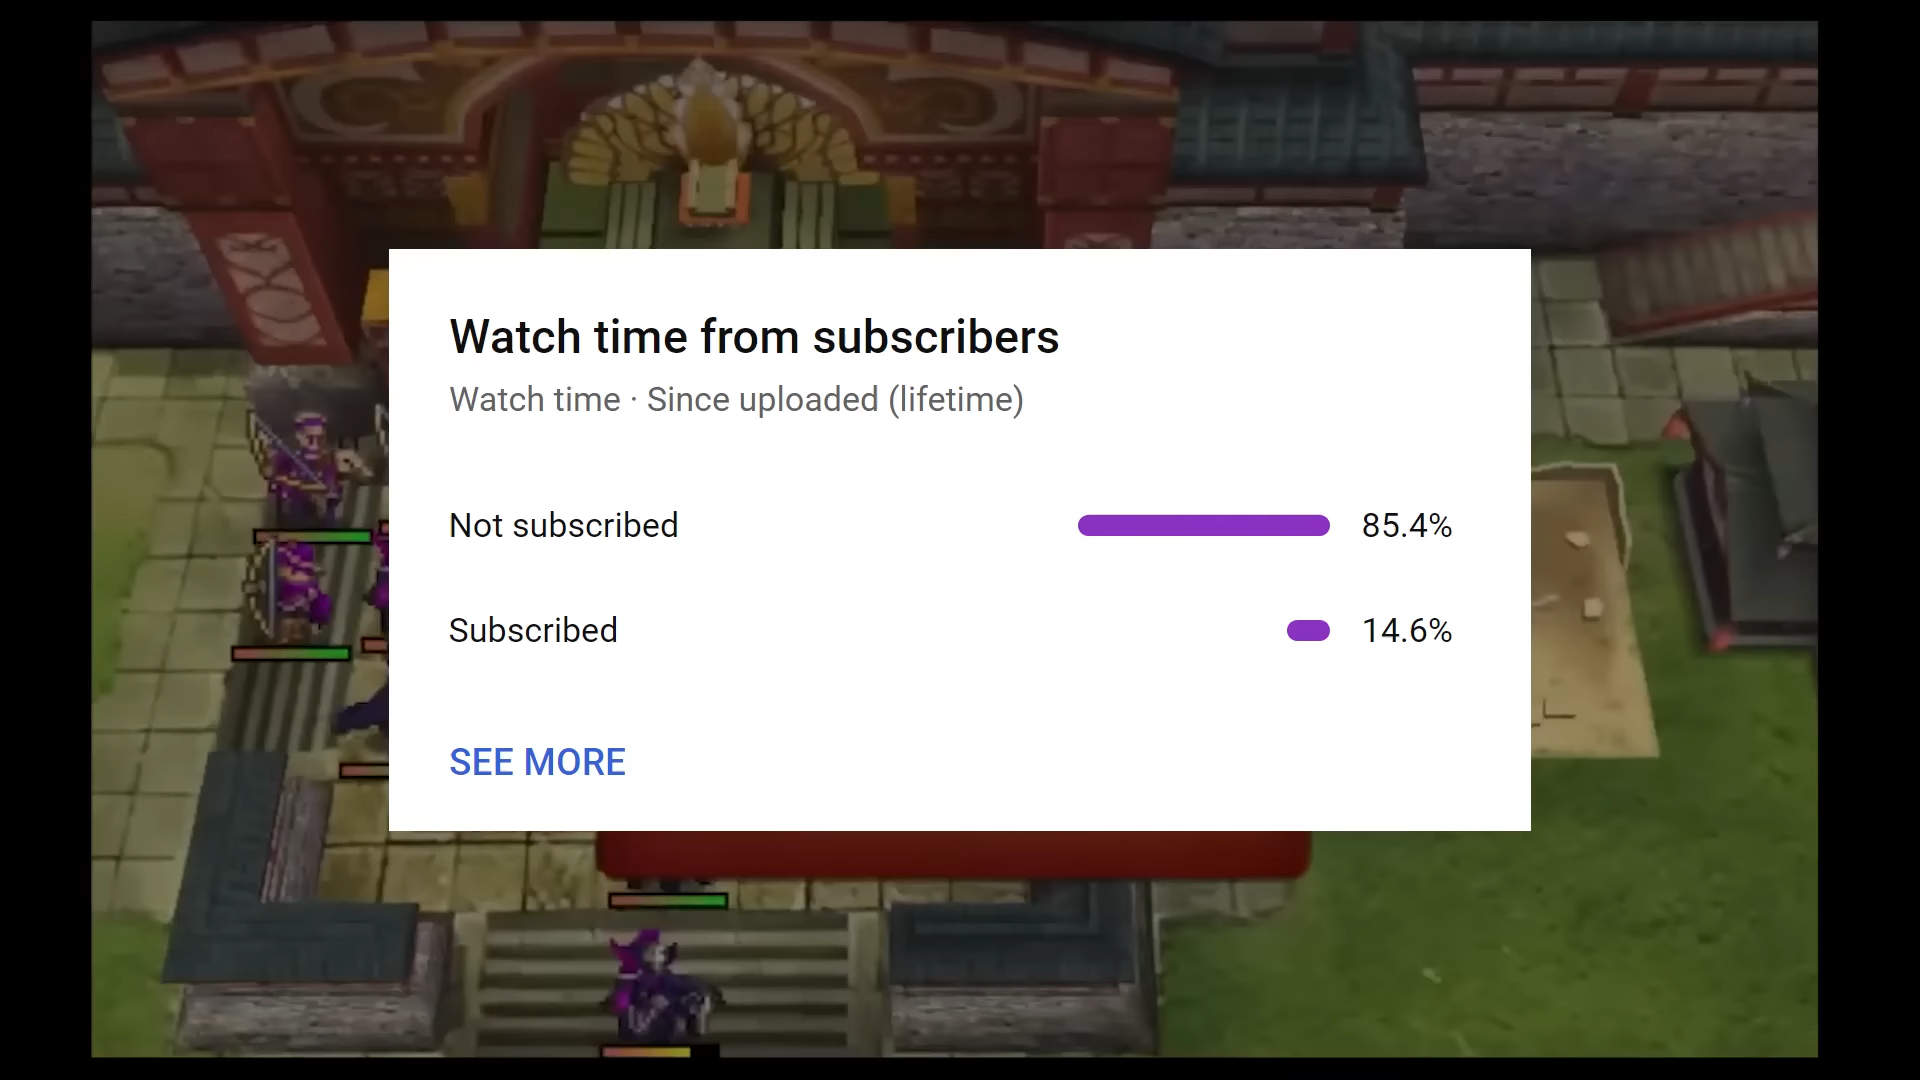 Watch time from subscribers
Watch time · Since uploaded (lifetime)
Not subscribed 85.4%
Subscribed 14.6%
SEE MORE